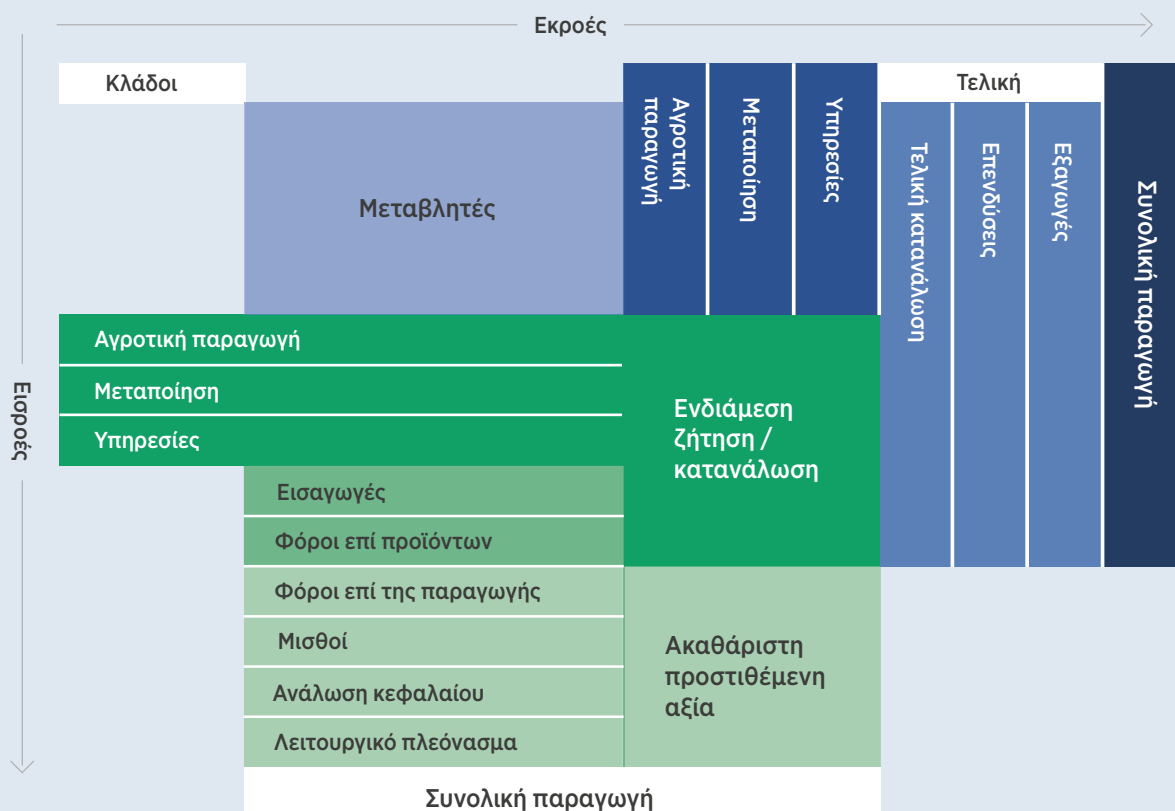 Εκροές
Κλάδοι
Τελική
Μεταβλητές
Αγροτική
παραγωγή
Μεταποίηση
Υπηρεσίες
Τελική κατανάλωση
Επενδύσεις
Εξαγωγές
Συνολική παραγωγή
Εισροές
Αγροτική παραγωγή
Μεταποίηση
Υπηρεσίες
Ενδιάμεση
ζήτηση /
κατανάλωση
Εισαγωγές
Φόροι επί προϊόντων
Φόροι επί της παραγωγής
Μισθοί
Ανάλωση κεφαλαίου
Λειτουργικό πλεόνασμα
Ακαθάριστη
προστιθέμενη
αξία
Συνολική παραγωγή